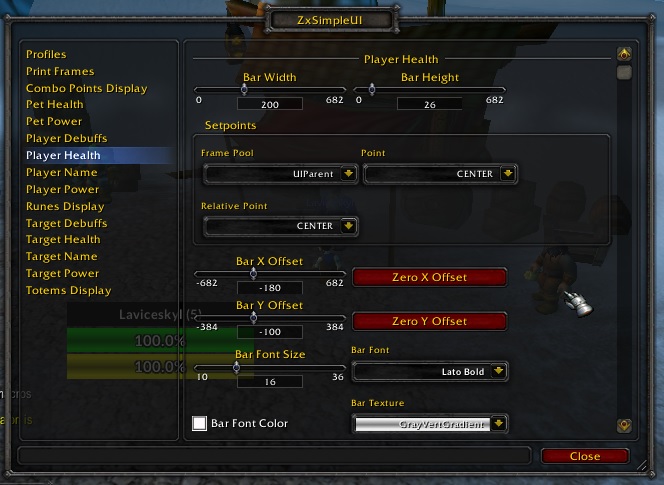 ZxSimpleUI
Profiles
Print Frames
Combo Points Display
Pet Health
Pet Power
Player Debuffs
Player Health
Player Name
Player Power
Runes Display
Target Debuffs
Target Health
Target Name
Target Power
Totems Display
Player Health
Bar Width
Bar Height
0 200 682
0 26 682
Setpoints
Frame Pool
Point
UIParent
CENTER
Relative Point
CENTER
Bar X Offset
-682 -180 682
Zero X Offset
Bar Y Offset
-384 -100 384
Zero Y Offset
Bar Font Size
10 16 36
Bar Font
Lato Bold
Bar Font Color
Bar Texture
GrayVertGradient
Laviceskyl (5)
100.0%
100.0%
Close